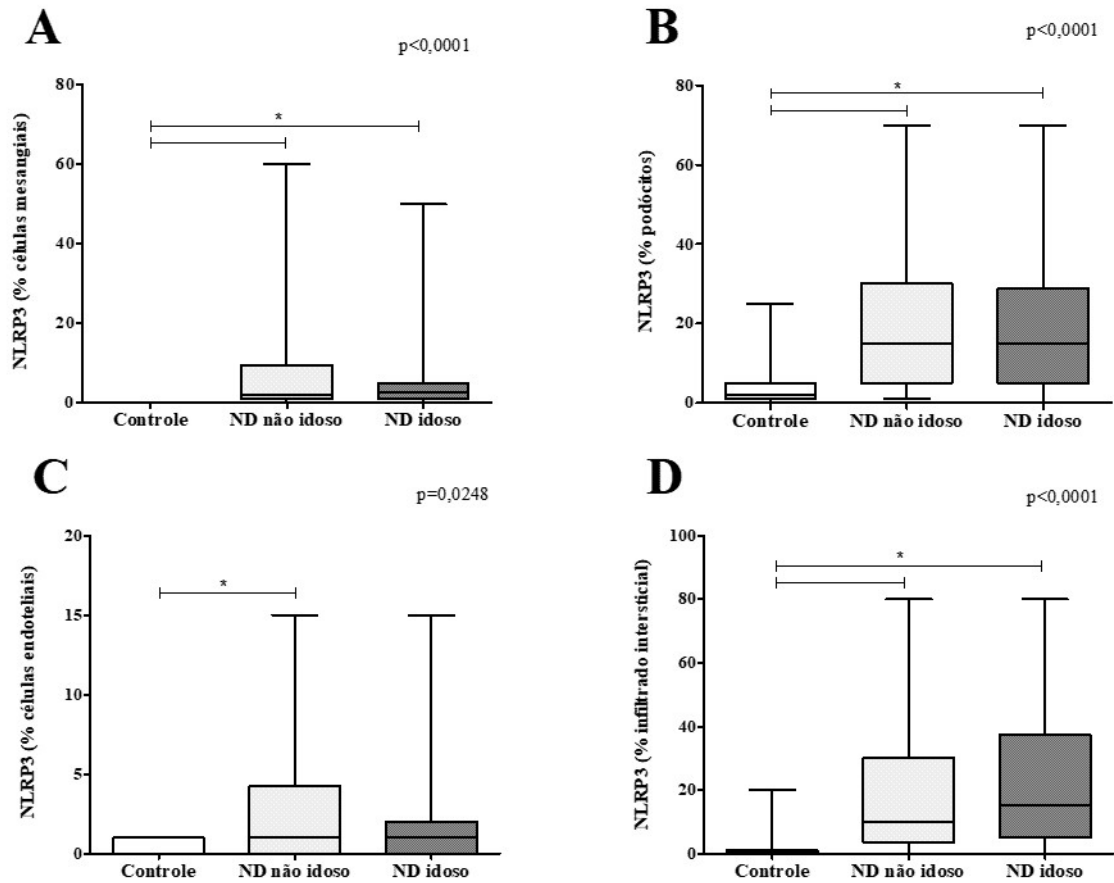 A
p<0,0001
NLRP3 (% células mesangiais)
80
60
40
20
0
*
Controle
ND não idoso
ND idoso
B
p<0,0001
NLRP3 (% podócitos)
80
60
40
20
0
*
Controle
ND não idoso
ND idoso
C
p=0,0248
NLRP3 (% células endoteliais)
20
15
10
5
0
*
Controle
ND não idoso
ND idoso
D
p<0,0001
NLRP3 (% infiltrado intersticial)
100
80
60
40
20
0
*
Controle
ND não idoso
ND idoso